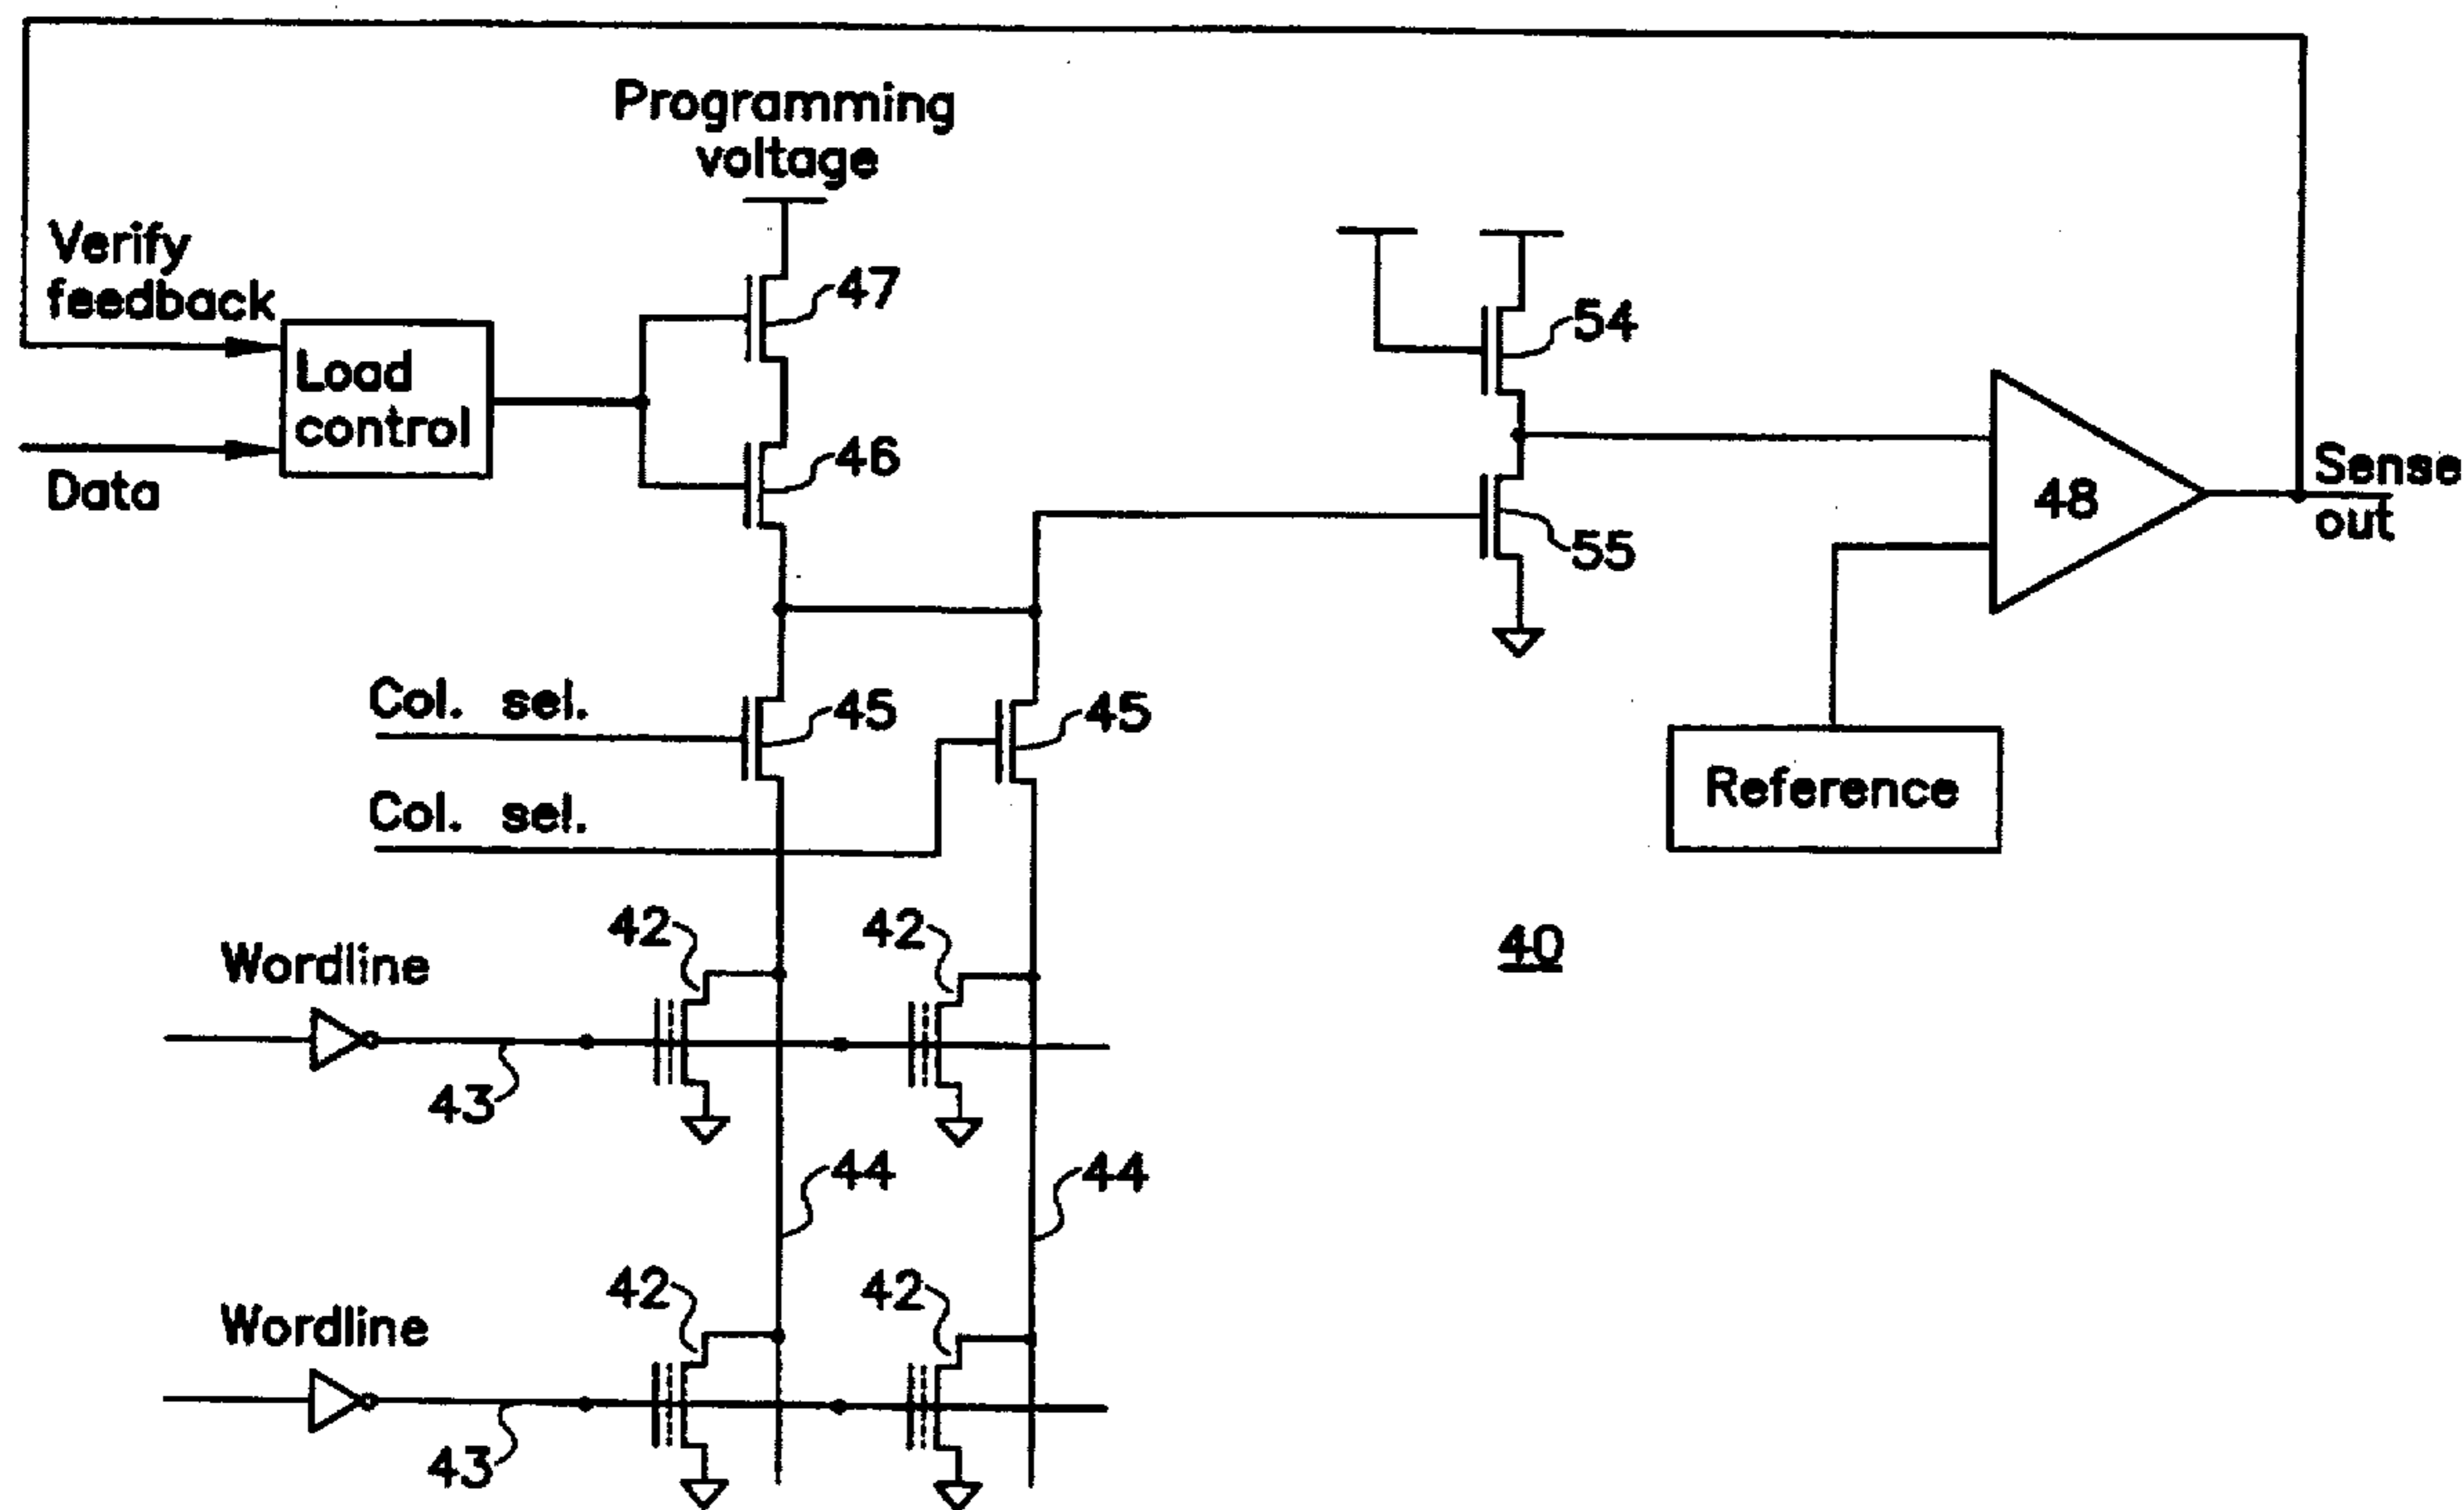 Programming
voltage
Verify
feedback
47
54
Load
control
46
Sense
out
48
Data
55
Col. sel.
45
45
Col. sel.
Reference
42
42
40
Wordline
43
44
44
42
42
Wordline
43